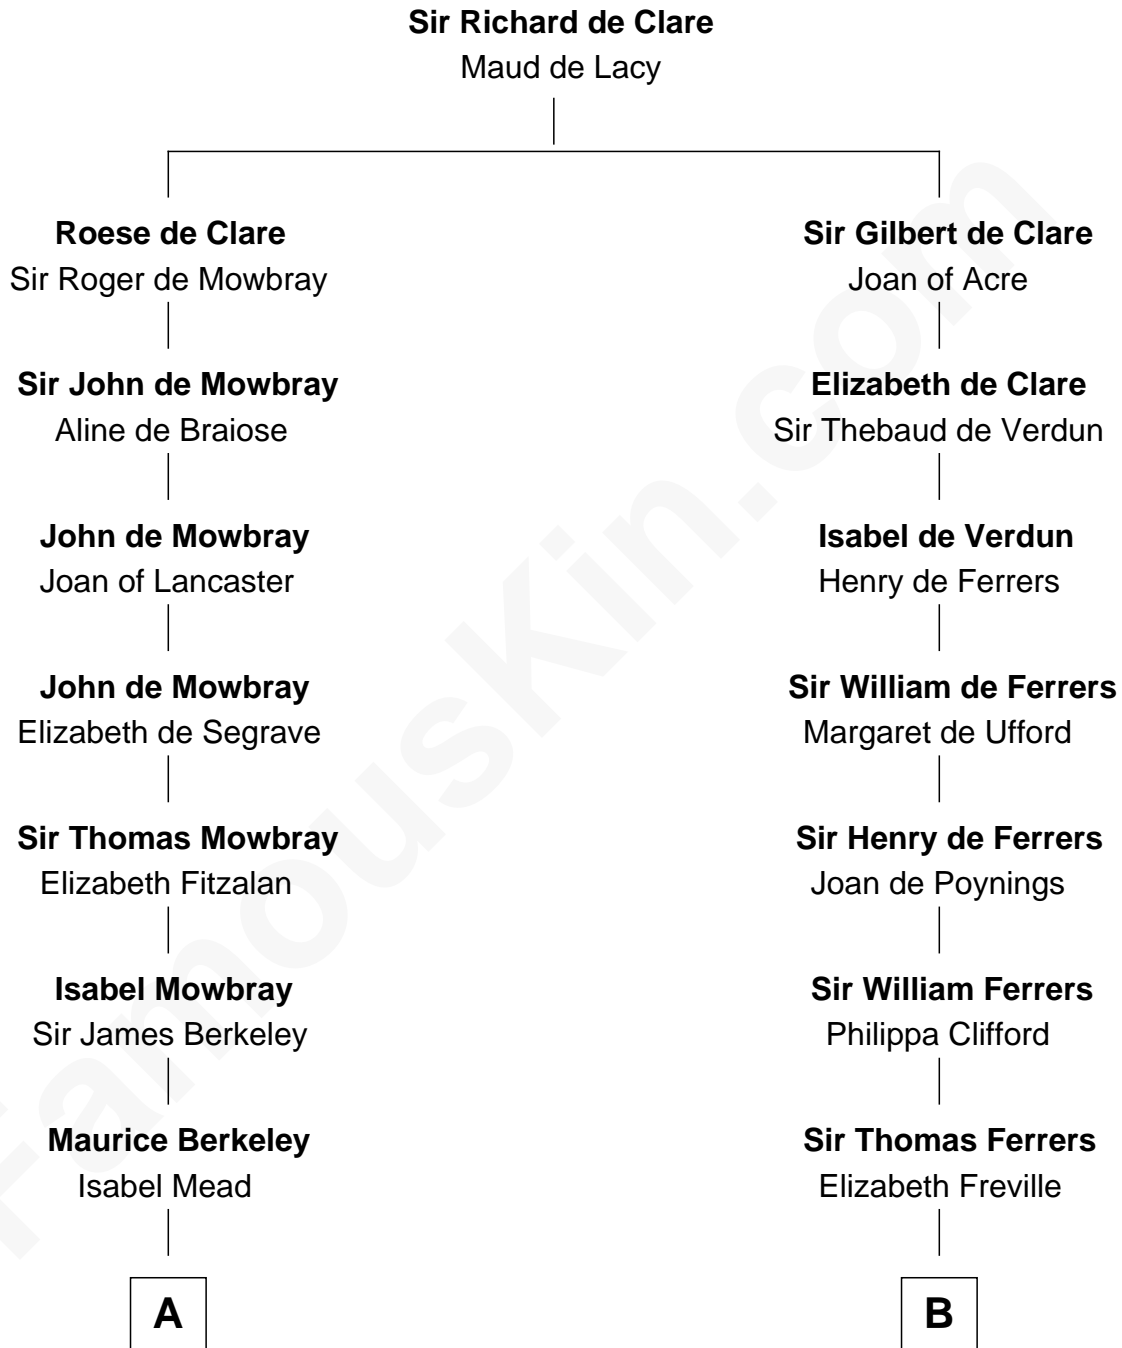 Sir Richard de Clare
Maud de Lacy
Roese de Clare
Sir Roger de Mowbray
Sir Gilbert de Clare
Joan of Acre
Sir John de Mowbray
Aline de Braiose
Elizabeth de Clare
Sir Thebaud de Verdun
John de Mowbray
Joan of Lancaster
Isabel de Verdun
Henry de Ferrers
John de Mowbray
Elizabeth de Segrave
Sir William de Ferrers
Margaret de Ufford
Sir Thomas Mowbray
Elizabeth Fitzalan
Sir Henry de Ferrers
Joan de Poynings
Isabel Mowbray
Sir James Berkeley
Sir William Ferrers
Philippa Clifford
Maurice Berkeley
Isabel Mead
Sir Thomas Ferrers
Elizabeth Freville
A
B
FamousKin.com